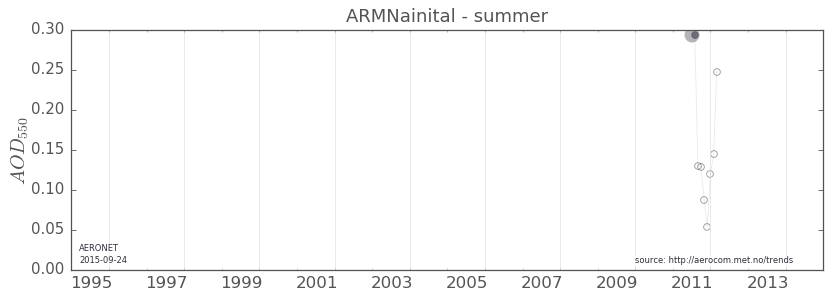 ARMNainital - summer
0.30
0.25
0.20
0.15
0.10
0.05
0.00
AOD550
AERONET
2015-09-24
source: http://aerocom.met.no/trends
1995 1997 1999 2001 2003 2005 2007 2009 2011 2013